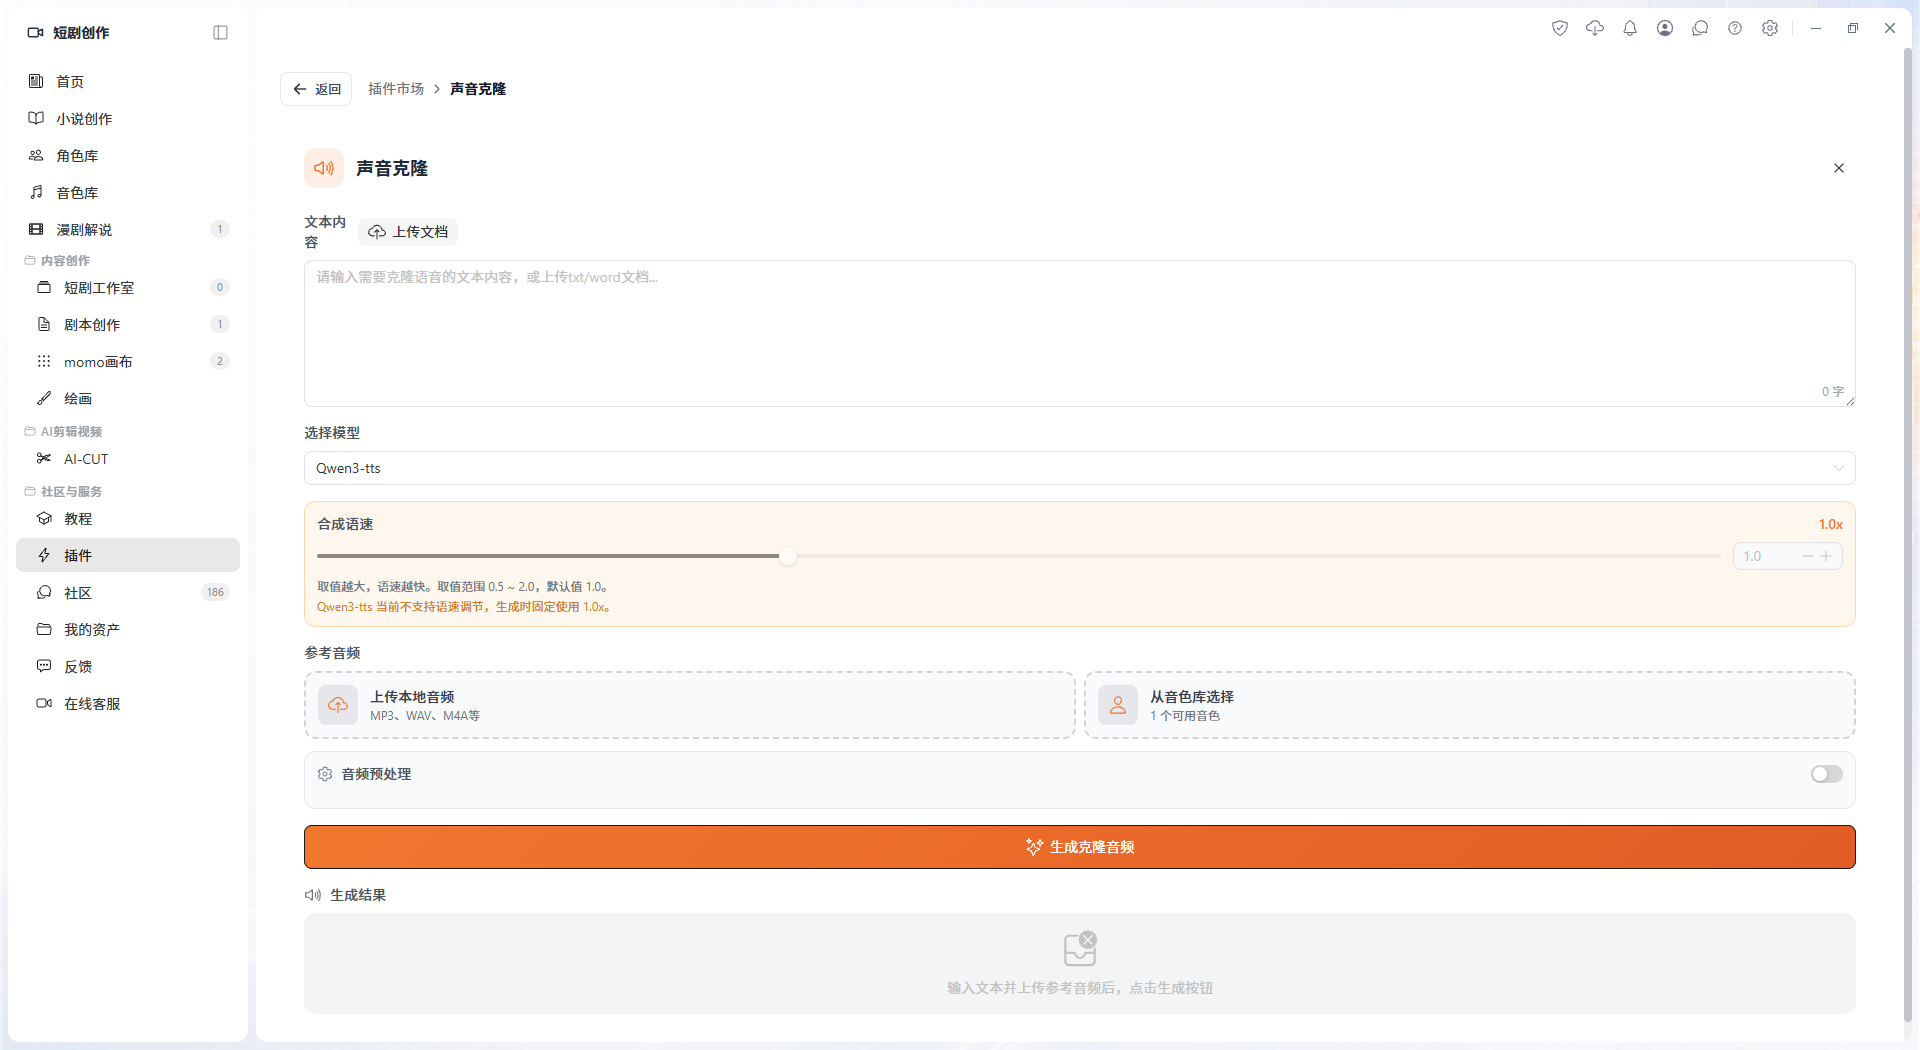 短剧创作
首页
小说创作
角色库
音色库
漫剧解说 1
内容创作
短剧工作室 0
剧本创作 1
momo画布 2
绘画
AI剪辑视频
AI-CUT
社区与服务
教程
插件
社区 186
我的资产
反馈
在线客服
返回 插件市场 > 声音克隆
声音克隆
文本内
容
上传文档
请输入需要克隆语音的文本内容，或上传txt/word文档...
0 字
选择模型
Qwen3-tts
合成语速 1.0x
1.0
取值越大，语速越快。取值范围 0.5 ~ 2.0，默认值 1.0。
Qwen3-tts 当前不支持语速调节，生成时固定使用 1.0x。
参考音频
上传本地音频
MP3、WAV、M4A等
从音色库选择
1 个可用音色
音频预处理
生成克隆音频
生成结果
输入文本并上传参考音频后，点击生成按钮